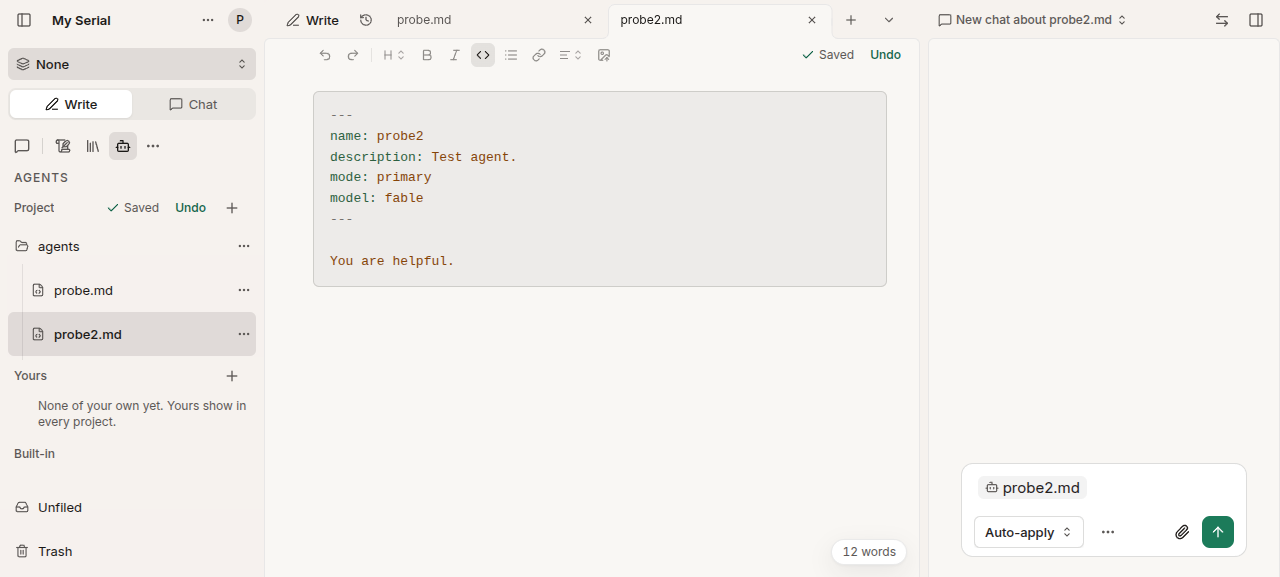 My Serial
P
None
Write
Chat
AGENTS
Project
Saved
Undo
agents
probe.md
probe2.md
Yours
None of your own yet. Yours show in
every project.
Built-in
Unfiled
Trash
Write
probe.md
probe2.md
H
B
I
Saved
Undo
---
name: probe2
description: Test agent.
mode: primary
model: fable
---
You are helpful.
12 words
New chat about probe2.md
probe2.md
Auto-apply